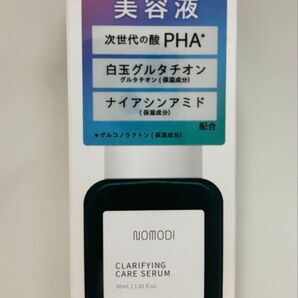 美容液
次世代の酸 PHA*
白玉グルタチオン
グルタチオン(保湿成分)
ナイアシンアミド
(保湿成分)
*グルコノラクトン(保湿成分)
配合
NOMODI
CLARIFYING
CARE SERUM
30mL / 1.01 fl.oz.